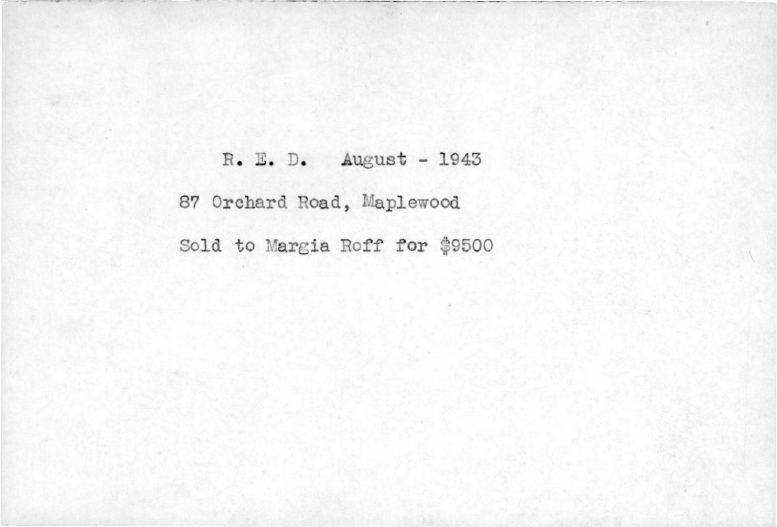 R. E. D. August - 1943
87 Orchard Road, Maplewood
Sold to Margia Roff for $9500